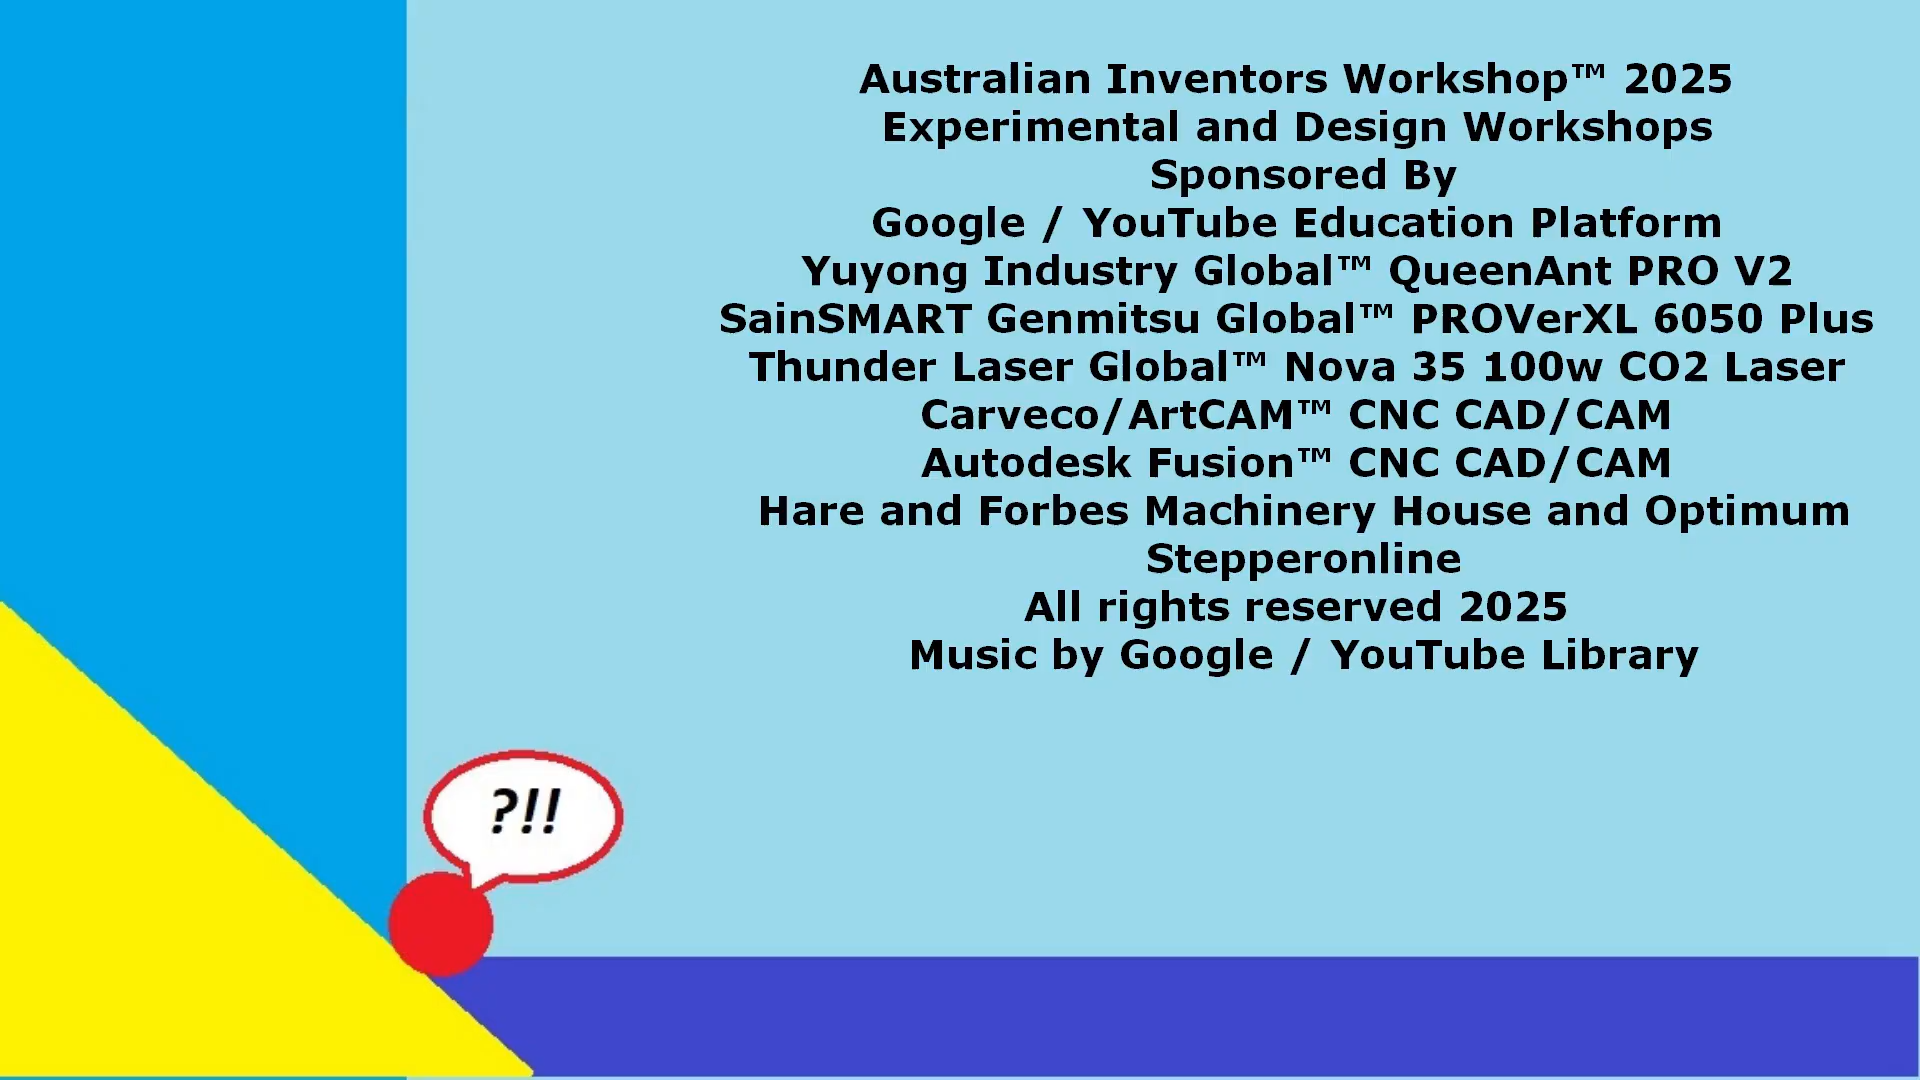 Australian Inventors Workshop™ 2025
Experimental and Design Workshops
Sponsored By
Google / YouTube Education Platform
Yuyong Industry Global™ QueenAnt PRO V2
SainSMART Genmitsu Global™ PROVerXL 6050 Plus
Thunder Laser Global™ Nova 35 100w CO2 Laser
Carveco/ArtCAM™ CNC CAD/CAM
Autodesk Fusion™ CNC CAD/CAM
Hare and Forbes Machinery House and Optimum
Stepperonline
All rights reserved 2025
Music by Google / YouTube Library
?!!